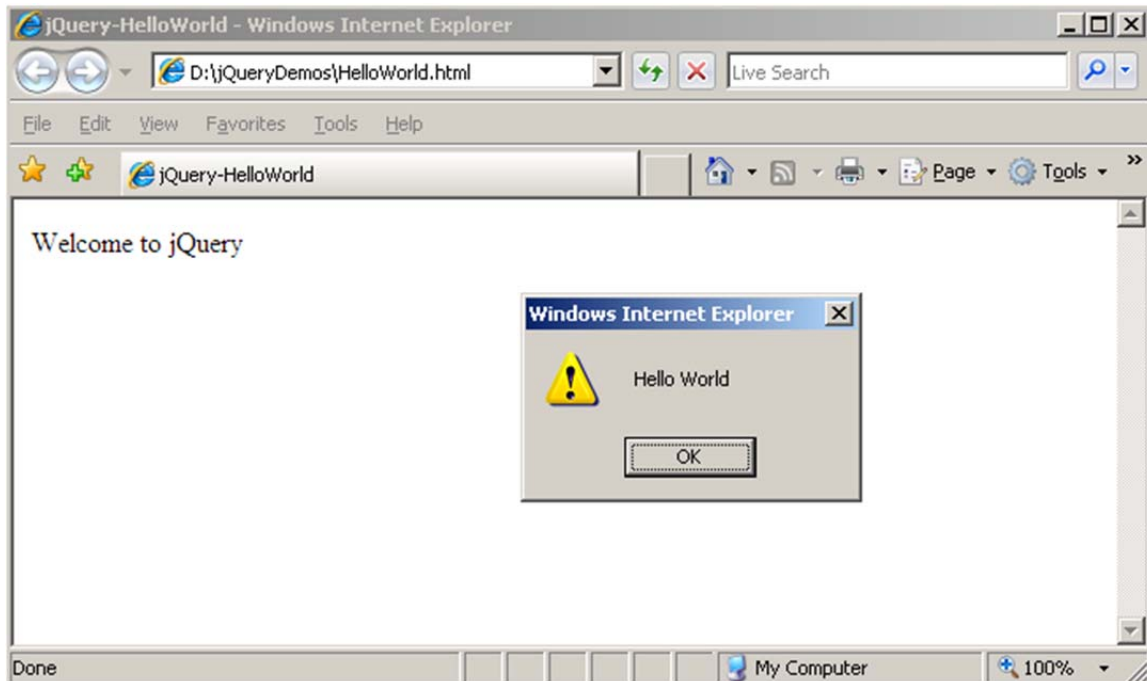 jQuery-HelloWorld - Windows Internet Explorer
D:\jQueryDemos\HelloWorld.html
Live Search
File Edit View Favorites Tools Help
jQuery-HelloWorld
Page Tools »
Welcome to jQuery
Windows Internet Explorer
Hello World
OK
Done
My Computer
100%